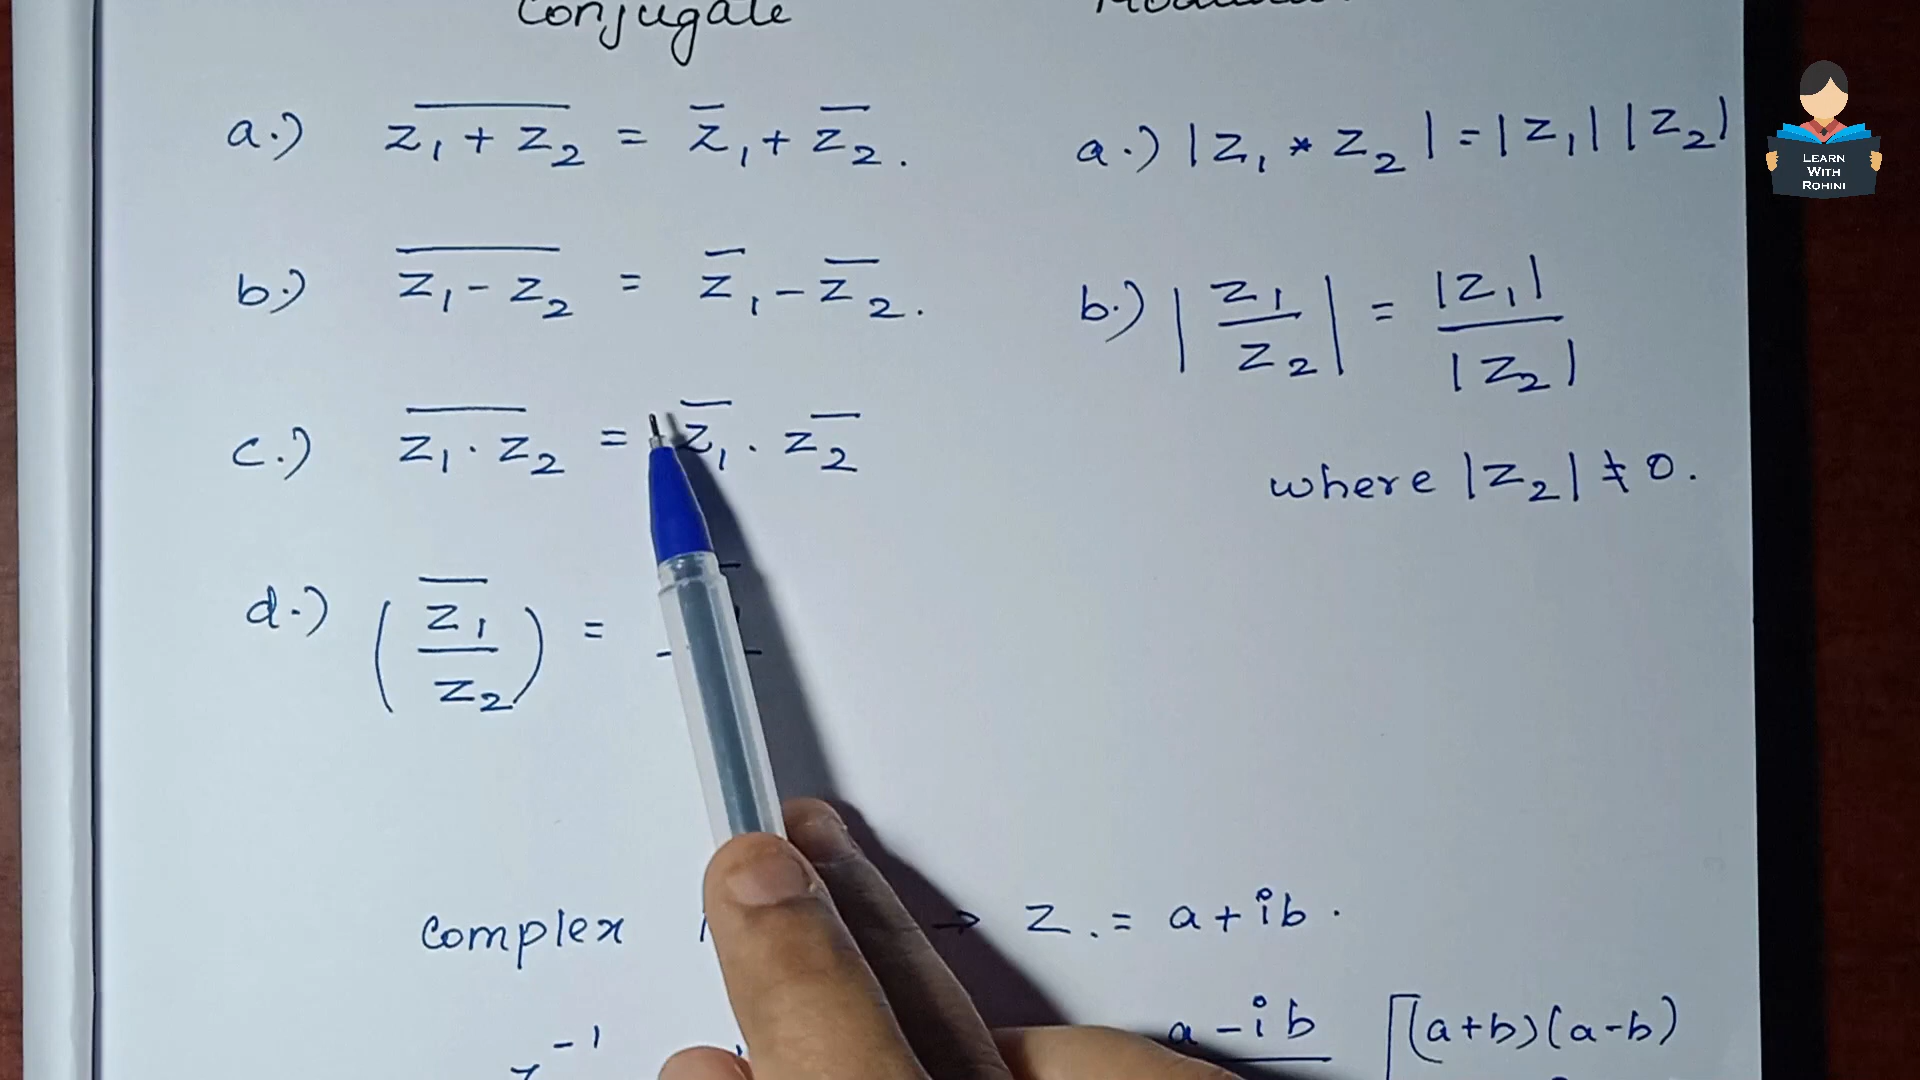 Conjugate
a.) \overline{z₁ + z₂} = z̄₁ + z̄₂.
b.) \overline{z₁ - z₂} = z̄₁ - z̄₂.
c.) \overline{z₁ · z₂} = z̄₁ · z̄₂
d.) (\overline{z₁/z₂}) =
a.) |z₁ * z₂| = |z₁| |z₂|
b.) |z₁/z₂| = |z₁|/|z₂|
where |z₂| ≠ 0.
complex → z. = a + ib.
a - ib [(a+b)(a-b)
LEARN
WITH
ROHINI